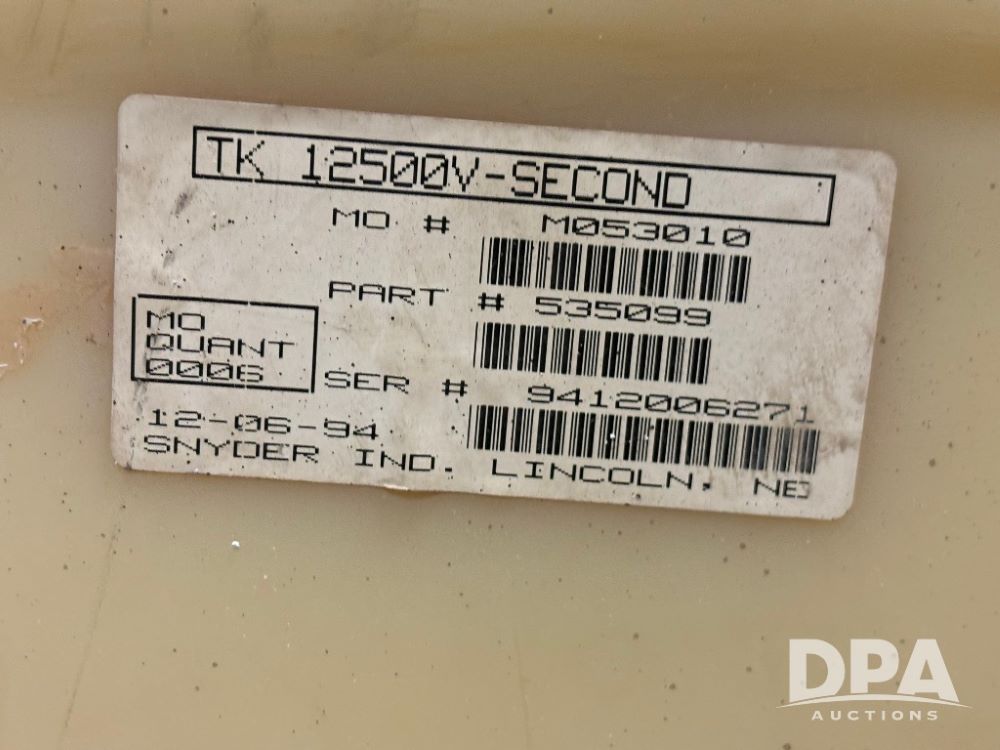 TK 12500V-SECOND
MO # M053010
PART # 535099
MO
QUANT
0006
SER # 9412006271
12-06-94
SNYDER IND. LINCOLN, NE
DPA
AUCTIONS